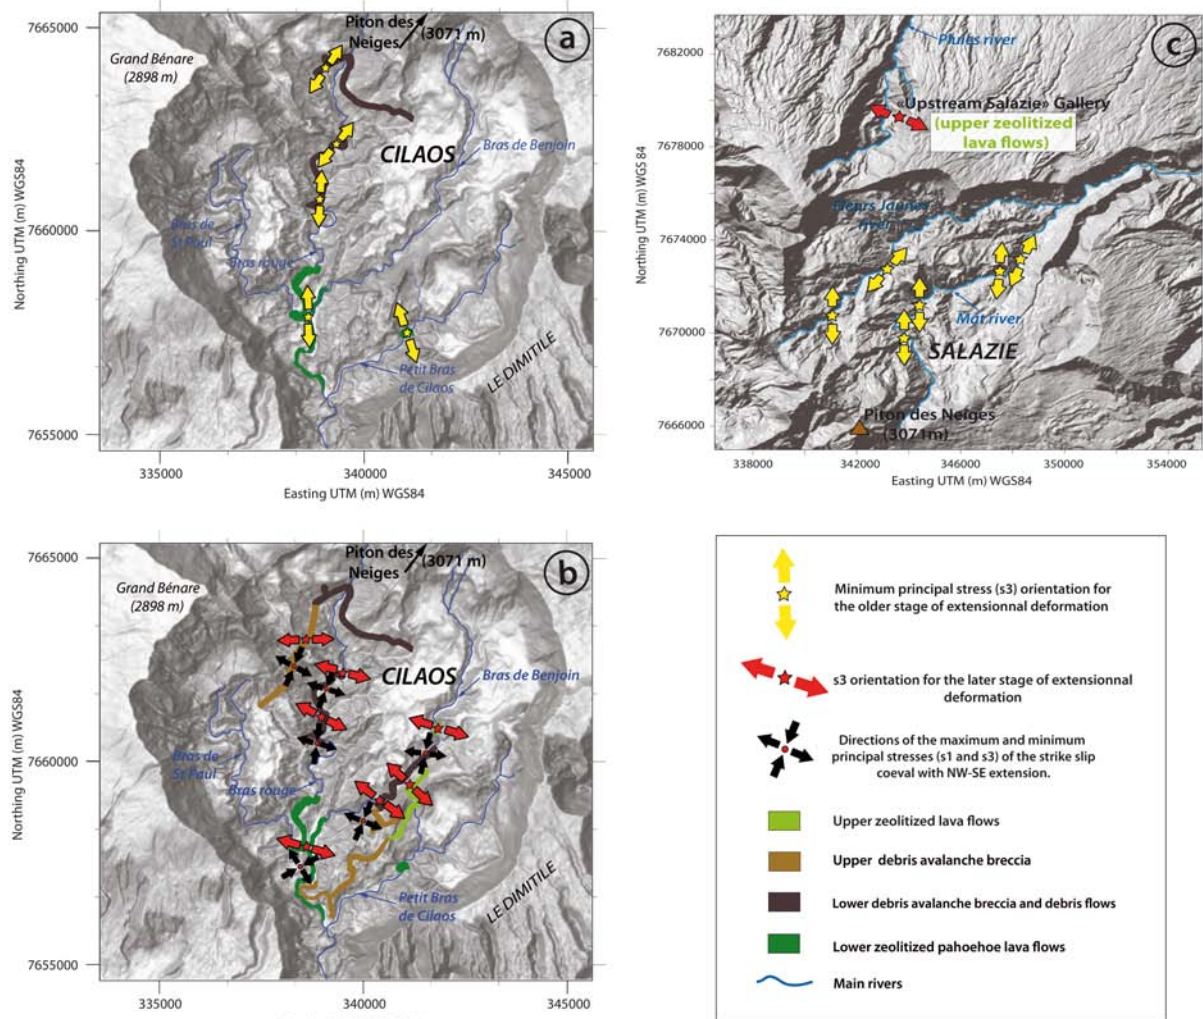 7665000
7660000
7655000
Northing UTM (m) WGS84
Grand Bénare
(2898 m)
Piton des
Neiges
(3071 m)
a
CILAOS
Bras de Benjoin
Bras de
St Paul
Bras rouge
Petit Bras
de Cilaos
LE DIMITILE
335000
340000
345000
Easting UTM (m) WGS84
7682000
7678000
7674000
7670000
7666000
Northing UTM (m) WGS 84
Pluies river
c
«Upstream Salazie» Gallery
(upper zeolitized
lava flows)
Fleurs Jaunes
river
Mat river
SALAZIE
Piton des Neiges
(3071m)
338000
342000
346000
350000
354000
Easting UTM (m) WGS84
7665000
7660000
7655000
Northing UTM (m) WGS84
Grand Bénare
(2898 m)
Piton des
Neiges
(3071 m)
b
CILAOS
Bras de Benjoin
Bras de
St Paul
Bras rouge
Petit Bras
de Cilaos
LE DIMITILE
335000
340000
345000
Minimum principal stress (s3) orientation for
the older stage of extensionnal deformation
s3 orientation for the later stage of extensionnal
deformation
Directions of the maximum and minimum
principal stresses (s1 and s3) of the strike slip
coeval with NW-SE extension.
Upper zeolitized lava flows
Upper debris avalanche breccia
Lower debris avalanche breccia and debris flows
Lower zeolitized pahoehoe lava flows
Main rivers